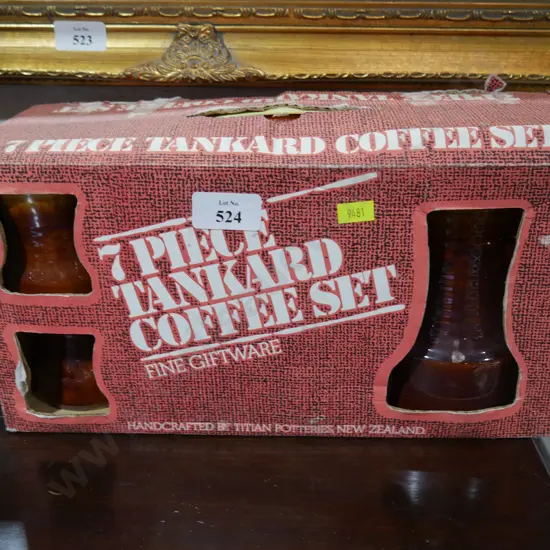 Lot No.
523
7 PIECE TANKARD COFFEE SET
Lot No.
524
9481
7 PIECE
TANKARD
COFFEE SET
FINE GIFTWARE
HANDCRAFTED BY TITIAN POTTERIES, NEW ZEALAND